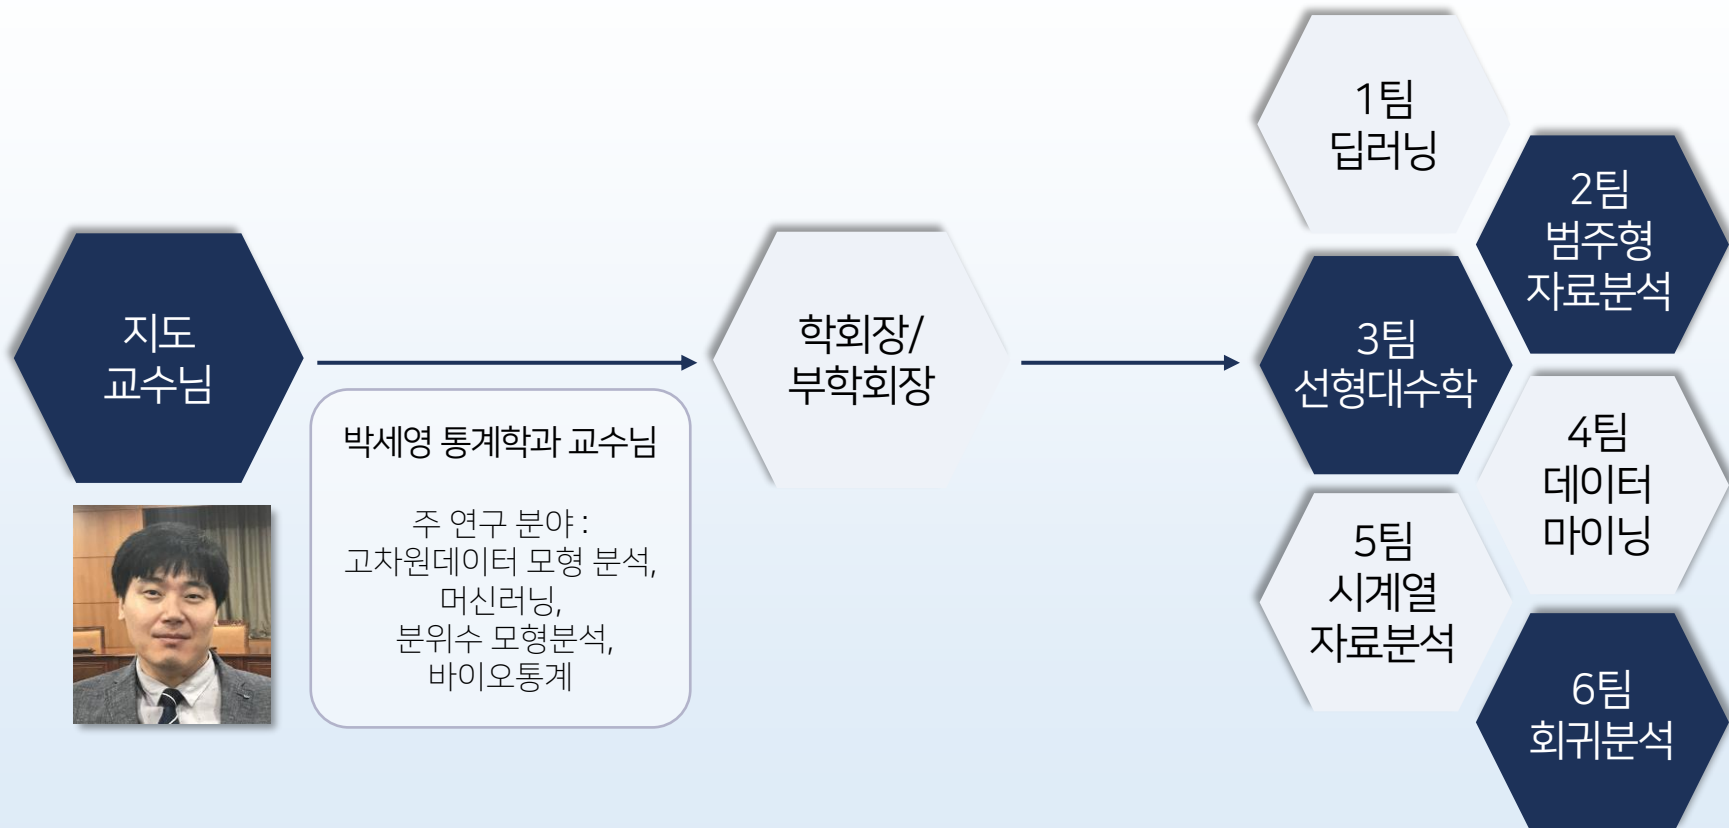 지도
교수님
박세영 통계학과 교수님
주 연구 분야 :
고차원데이터 모형 분석,
머신러닝,
분위수 모형분석,
바이오통계
학회장/
부학회장
1팀
딥러닝
2팀
범주형
자료분석
3팀
선형대수학
4팀
데이터
마이닝
5팀
시계열
자료분석
6팀
회귀분석